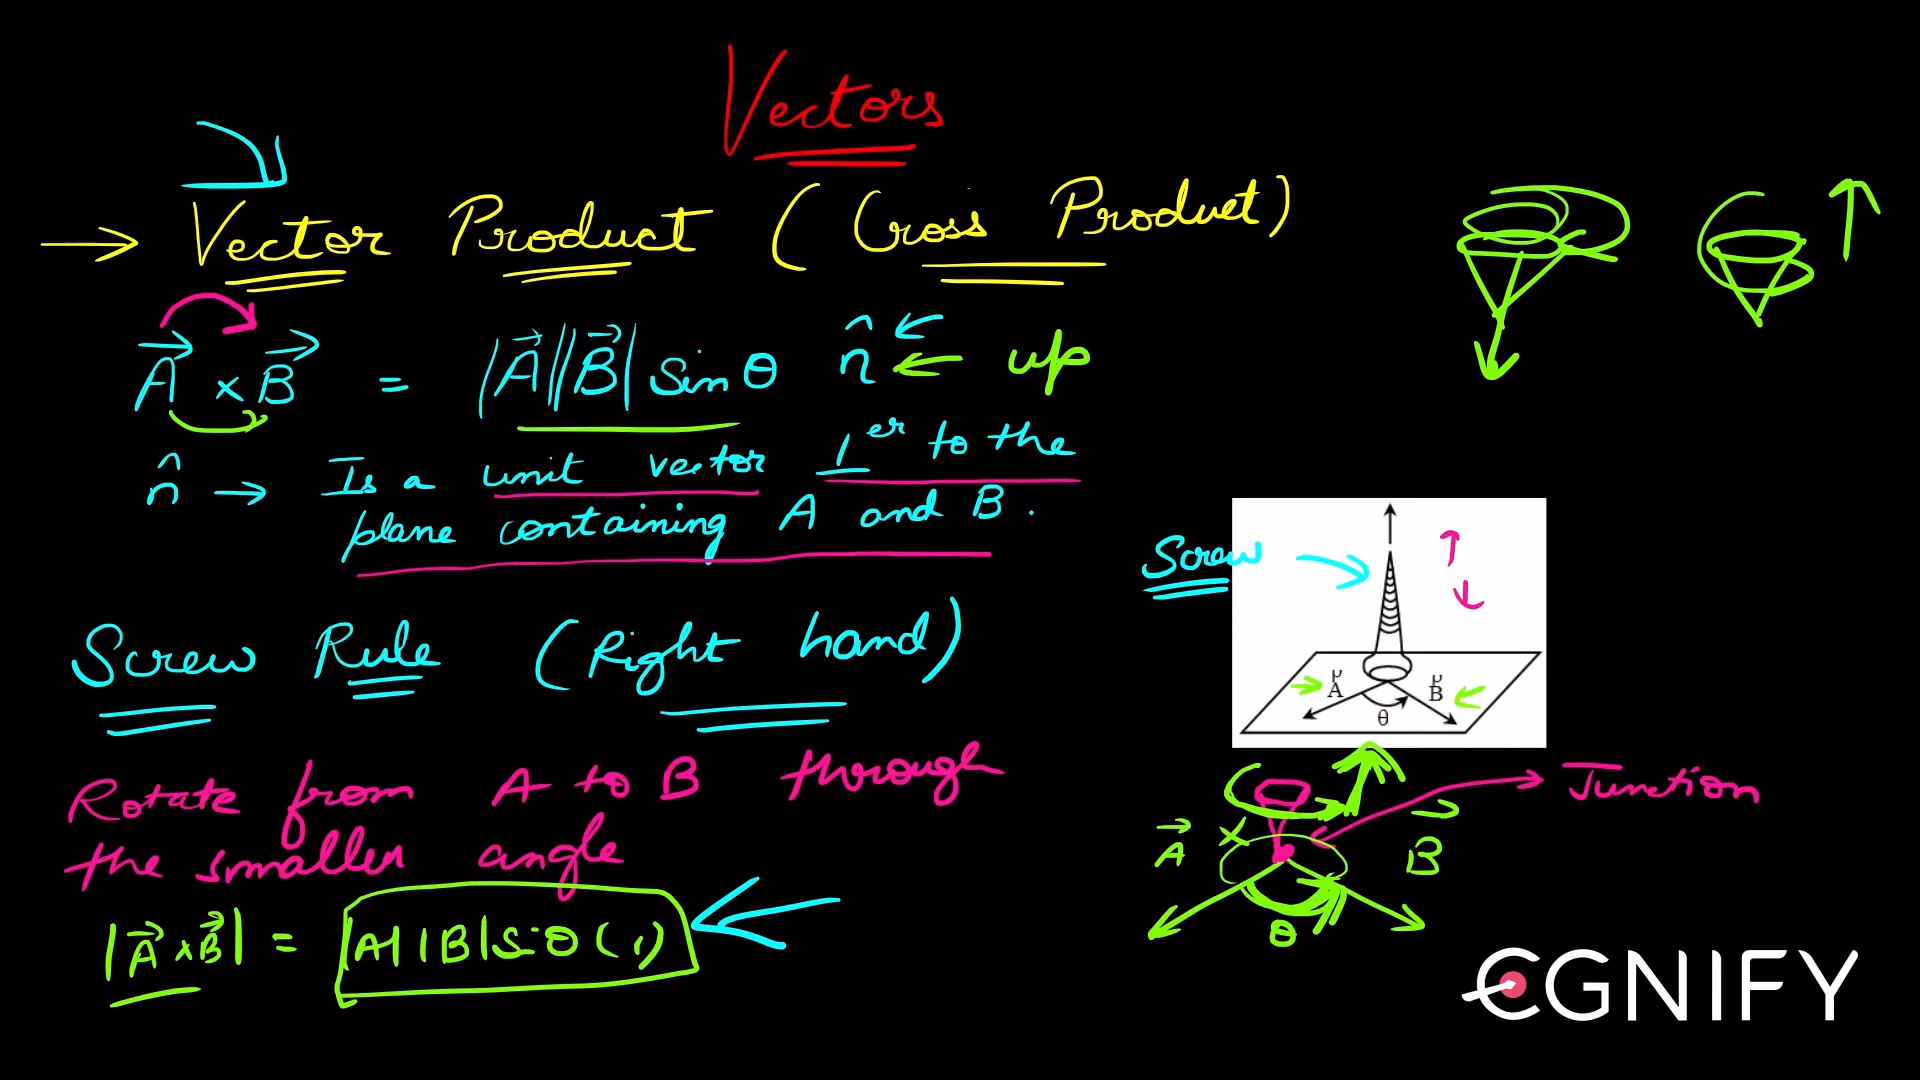 Vectors
→ Vector Product (Cross Product)
A⃗ × B⃗ = |A⃗||B⃗| sin θ n̂ ← up
n̂ → Is a unit vector ⊥er to the
plane containing A and B.
Screw Rule (Right hand)
Rotate from A to B through
the smaller angle
|A⃗ × B⃗| = |A||B|sinθ(1)
Screw
ρ
A
ρ
B
θ
Junction
A⃗ × B⃗
θ
EGNIFY